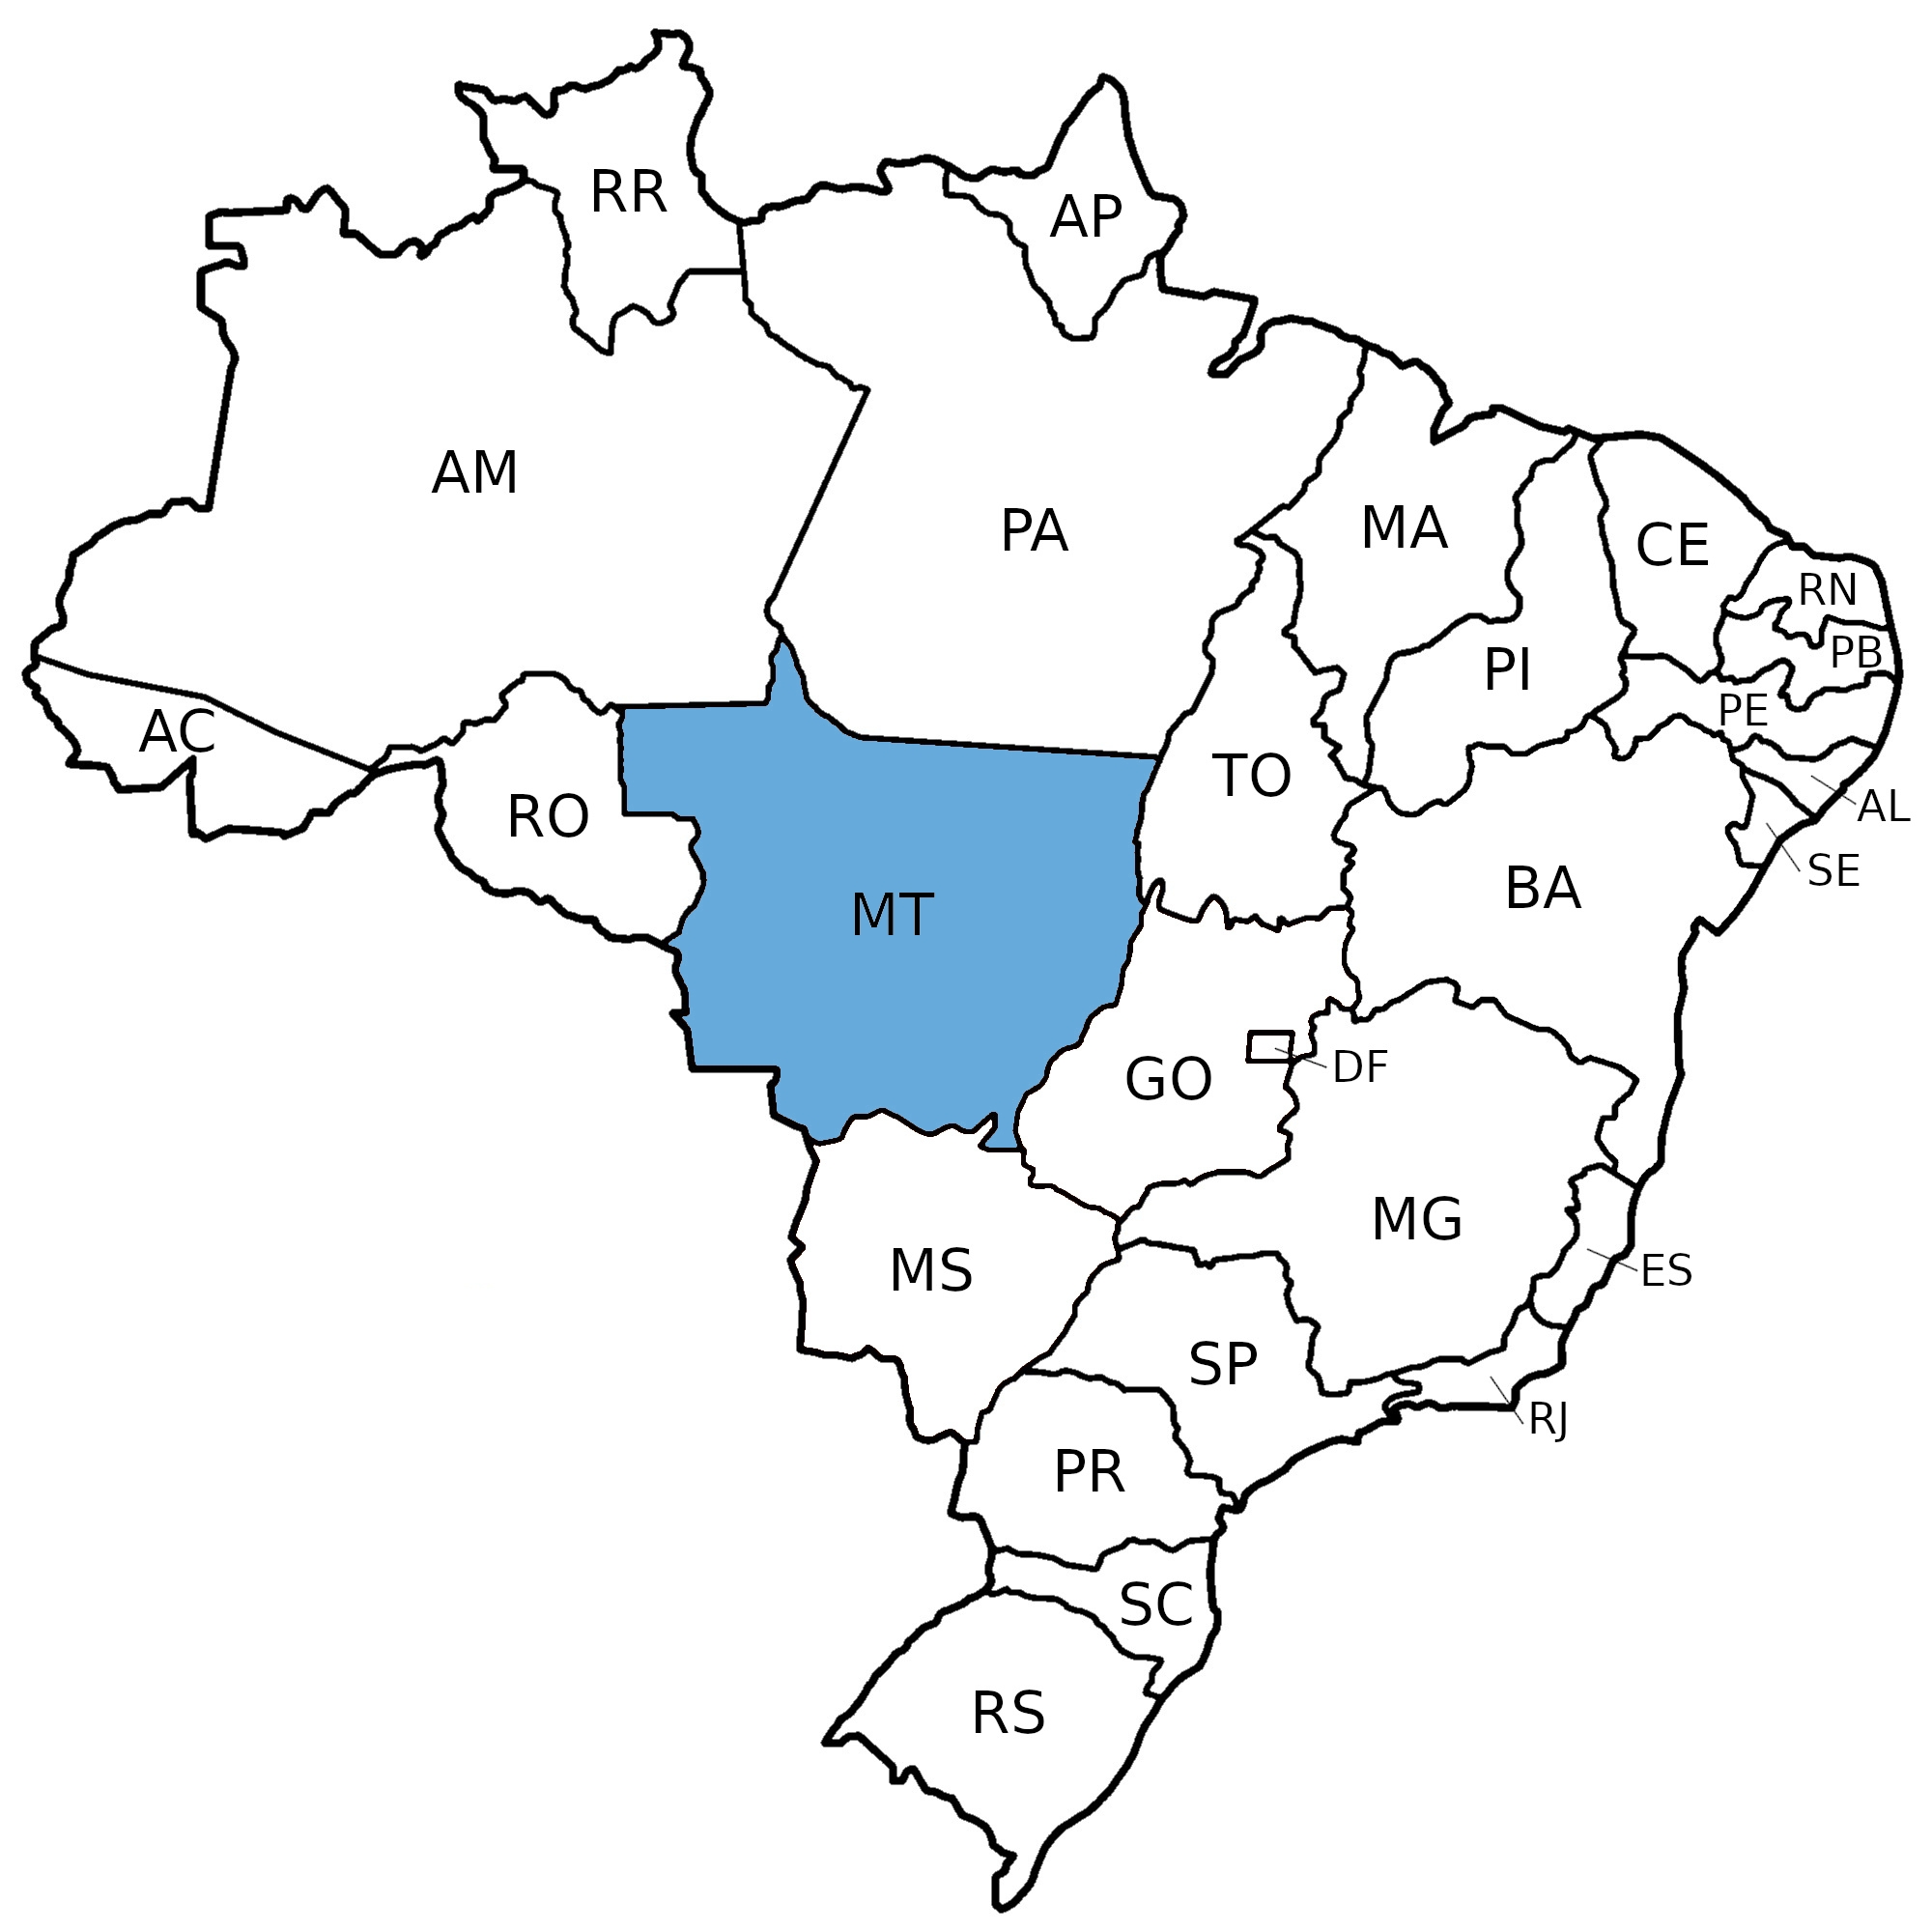 RR
AP
AM
PA
MA
CE
RN
PB
PI
PE
AC
TO
AL
RO
SE
BA
MT
DF
GO
MG
MS
ES
SP
RJ
PR
SC
RS